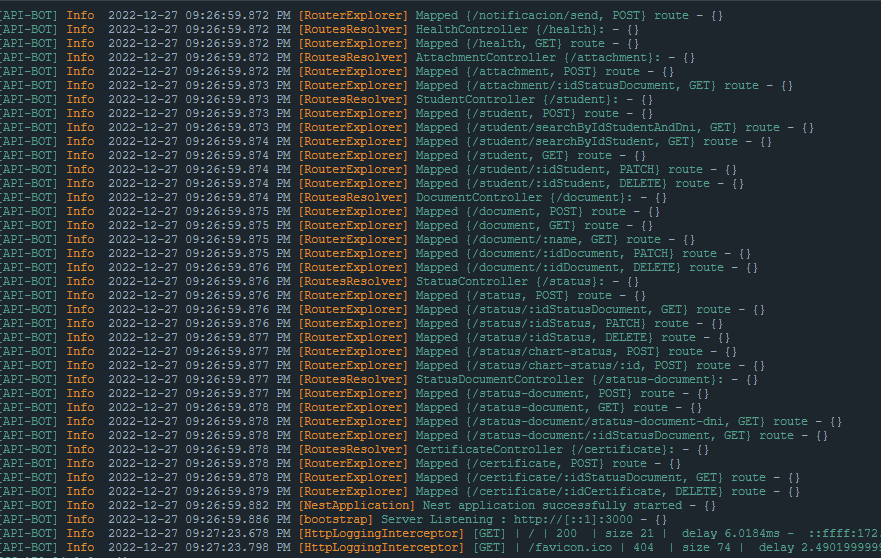 [API-BOT] Info 2022-12-27 09:26:59.872 PM [RouterExplorer] Mapped {/notificacion/send, POST} route - {}
[API-BOT] Info 2022-12-27 09:26:59.872 PM [RoutesResolver] HealthController {/health}: - {}
[API-BOT] Info 2022-12-27 09:26:59.872 PM [RouterExplorer] Mapped {/health, GET} route - {}
[API-BOT] Info 2022-12-27 09:26:59.872 PM [RoutesResolver] AttachmentController {/attachment}: - {}
[API-BOT] Info 2022-12-27 09:26:59.872 PM [RouterExplorer] Mapped {/attachment, POST} route - {}
[API-BOT] Info 2022-12-27 09:26:59.873 PM [RouterExplorer] Mapped {/attachment/:idStatusDocument, GET} route - {}
[API-BOT] Info 2022-12-27 09:26:59.873 PM [RoutesResolver] StudentController {/student}: - {}
[API-BOT] Info 2022-12-27 09:26:59.873 PM [RouterExplorer] Mapped {/student, POST} route - {}
[API-BOT] Info 2022-12-27 09:26:59.873 PM [RouterExplorer] Mapped {/student/searchByIdStudentAndDni, GET} route - {}
[API-BOT] Info 2022-12-27 09:26:59.874 PM [RouterExplorer] Mapped {/student/searchByIdStudent, GET} route - {}
[API-BOT] Info 2022-12-27 09:26:59.874 PM [RouterExplorer] Mapped {/student, GET} route - {}
[API-BOT] Info 2022-12-27 09:26:59.874 PM [RouterExplorer] Mapped {/student/:idStudent, PATCH} route - {}
[API-BOT] Info 2022-12-27 09:26:59.874 PM [RouterExplorer] Mapped {/student/:idStudent, DELETE} route - {}
[API-BOT] Info 2022-12-27 09:26:59.874 PM [RoutesResolver] DocumentController {/document}: - {}
[API-BOT] Info 2022-12-27 09:26:59.875 PM [RouterExplorer] Mapped {/document, POST} route - {}
[API-BOT] Info 2022-12-27 09:26:59.875 PM [RouterExplorer] Mapped {/document, GET} route - {}
[API-BOT] Info 2022-12-27 09:26:59.875 PM [RouterExplorer] Mapped {/document/:name, GET} route - {}
[API-BOT] Info 2022-12-27 09:26:59.875 PM [RouterExplorer] Mapped {/document/:idDocument, PATCH} route - {}
[API-BOT] Info 2022-12-27 09:26:59.876 PM [RouterExplorer] Mapped {/document/:idDocument, DELETE} route - {}
[API-BOT] Info 2022-12-27 09:26:59.876 PM [RoutesResolver] StatusController {/status}: - {}
[API-BOT] Info 2022-12-27 09:26:59.876 PM [RouterExplorer] Mapped {/status, POST} route - {}
[API-BOT] Info 2022-12-27 09:26:59.876 PM [RouterExplorer] Mapped {/status/:idStatusDocument, GET} route - {}
[API-BOT] Info 2022-12-27 09:26:59.876 PM [RouterExplorer] Mapped {/status/:idStatus, PATCH} route - {}
[API-BOT] Info 2022-12-27 09:26:59.877 PM [RouterExplorer] Mapped {/status/:idStatus, DELETE} route - {}
[API-BOT] Info 2022-12-27 09:26:59.877 PM [RouterExplorer] Mapped {/status/chart-status, POST} route - {}
[API-BOT] Info 2022-12-27 09:26:59.877 PM [RouterExplorer] Mapped {/status/chart-status/:id, POST} route - {}
[API-BOT] Info 2022-12-27 09:26:59.877 PM [RoutesResolver] StatusDocumentController {/status-document}: - {}
[API-BOT] Info 2022-12-27 09:26:59.877 PM [RouterExplorer] Mapped {/status-document, POST} route - {}
[API-BOT] Info 2022-12-27 09:26:59.878 PM [RouterExplorer] Mapped {/status-document, GET} route - {}
[API-BOT] Info 2022-12-27 09:26:59.878 PM [RouterExplorer] Mapped {/status-document/status-document-dni, GET} route - {}
[API-BOT] Info 2022-12-27 09:26:59.878 PM [RouterExplorer] Mapped {/status-document/:idStatusDocument, GET} route - {}
[API-BOT] Info 2022-12-27 09:26:59.878 PM [RoutesResolver] CertificateController {/certificate}: - {}
[API-BOT] Info 2022-12-27 09:26:59.878 PM [RouterExplorer] Mapped {/certificate, POST} route - {}
[API-BOT] Info 2022-12-27 09:26:59.878 PM [RouterExplorer] Mapped {/certificate/:idStatusDocument, GET} route - {}
[API-BOT] Info 2022-12-27 09:26:59.879 PM [RouterExplorer] Mapped {/certificate/:idCertificate, DELETE} route - {}
[API-BOT] Info 2022-12-27 09:26:59.882 PM [NestApplication] Nest application successfully started - {}
[API-BOT] Info 2022-12-27 09:26:59.886 PM [bootstrap] Server Listening : http://[::1]:3000 - {}
[API-BOT] Info 2022-12-27 09:27:23.678 PM [HttpLoggingInterceptor] [GET] | / | 200 | size 21 | delay 6.0184ms - ::ffff:172.
[API-BOT] Info 2022-12-27 09:27:23.798 PM [HttpLoggingInterceptor] [GET] | /favicon.ico | 404 | size 74 | delay 2.4901999999